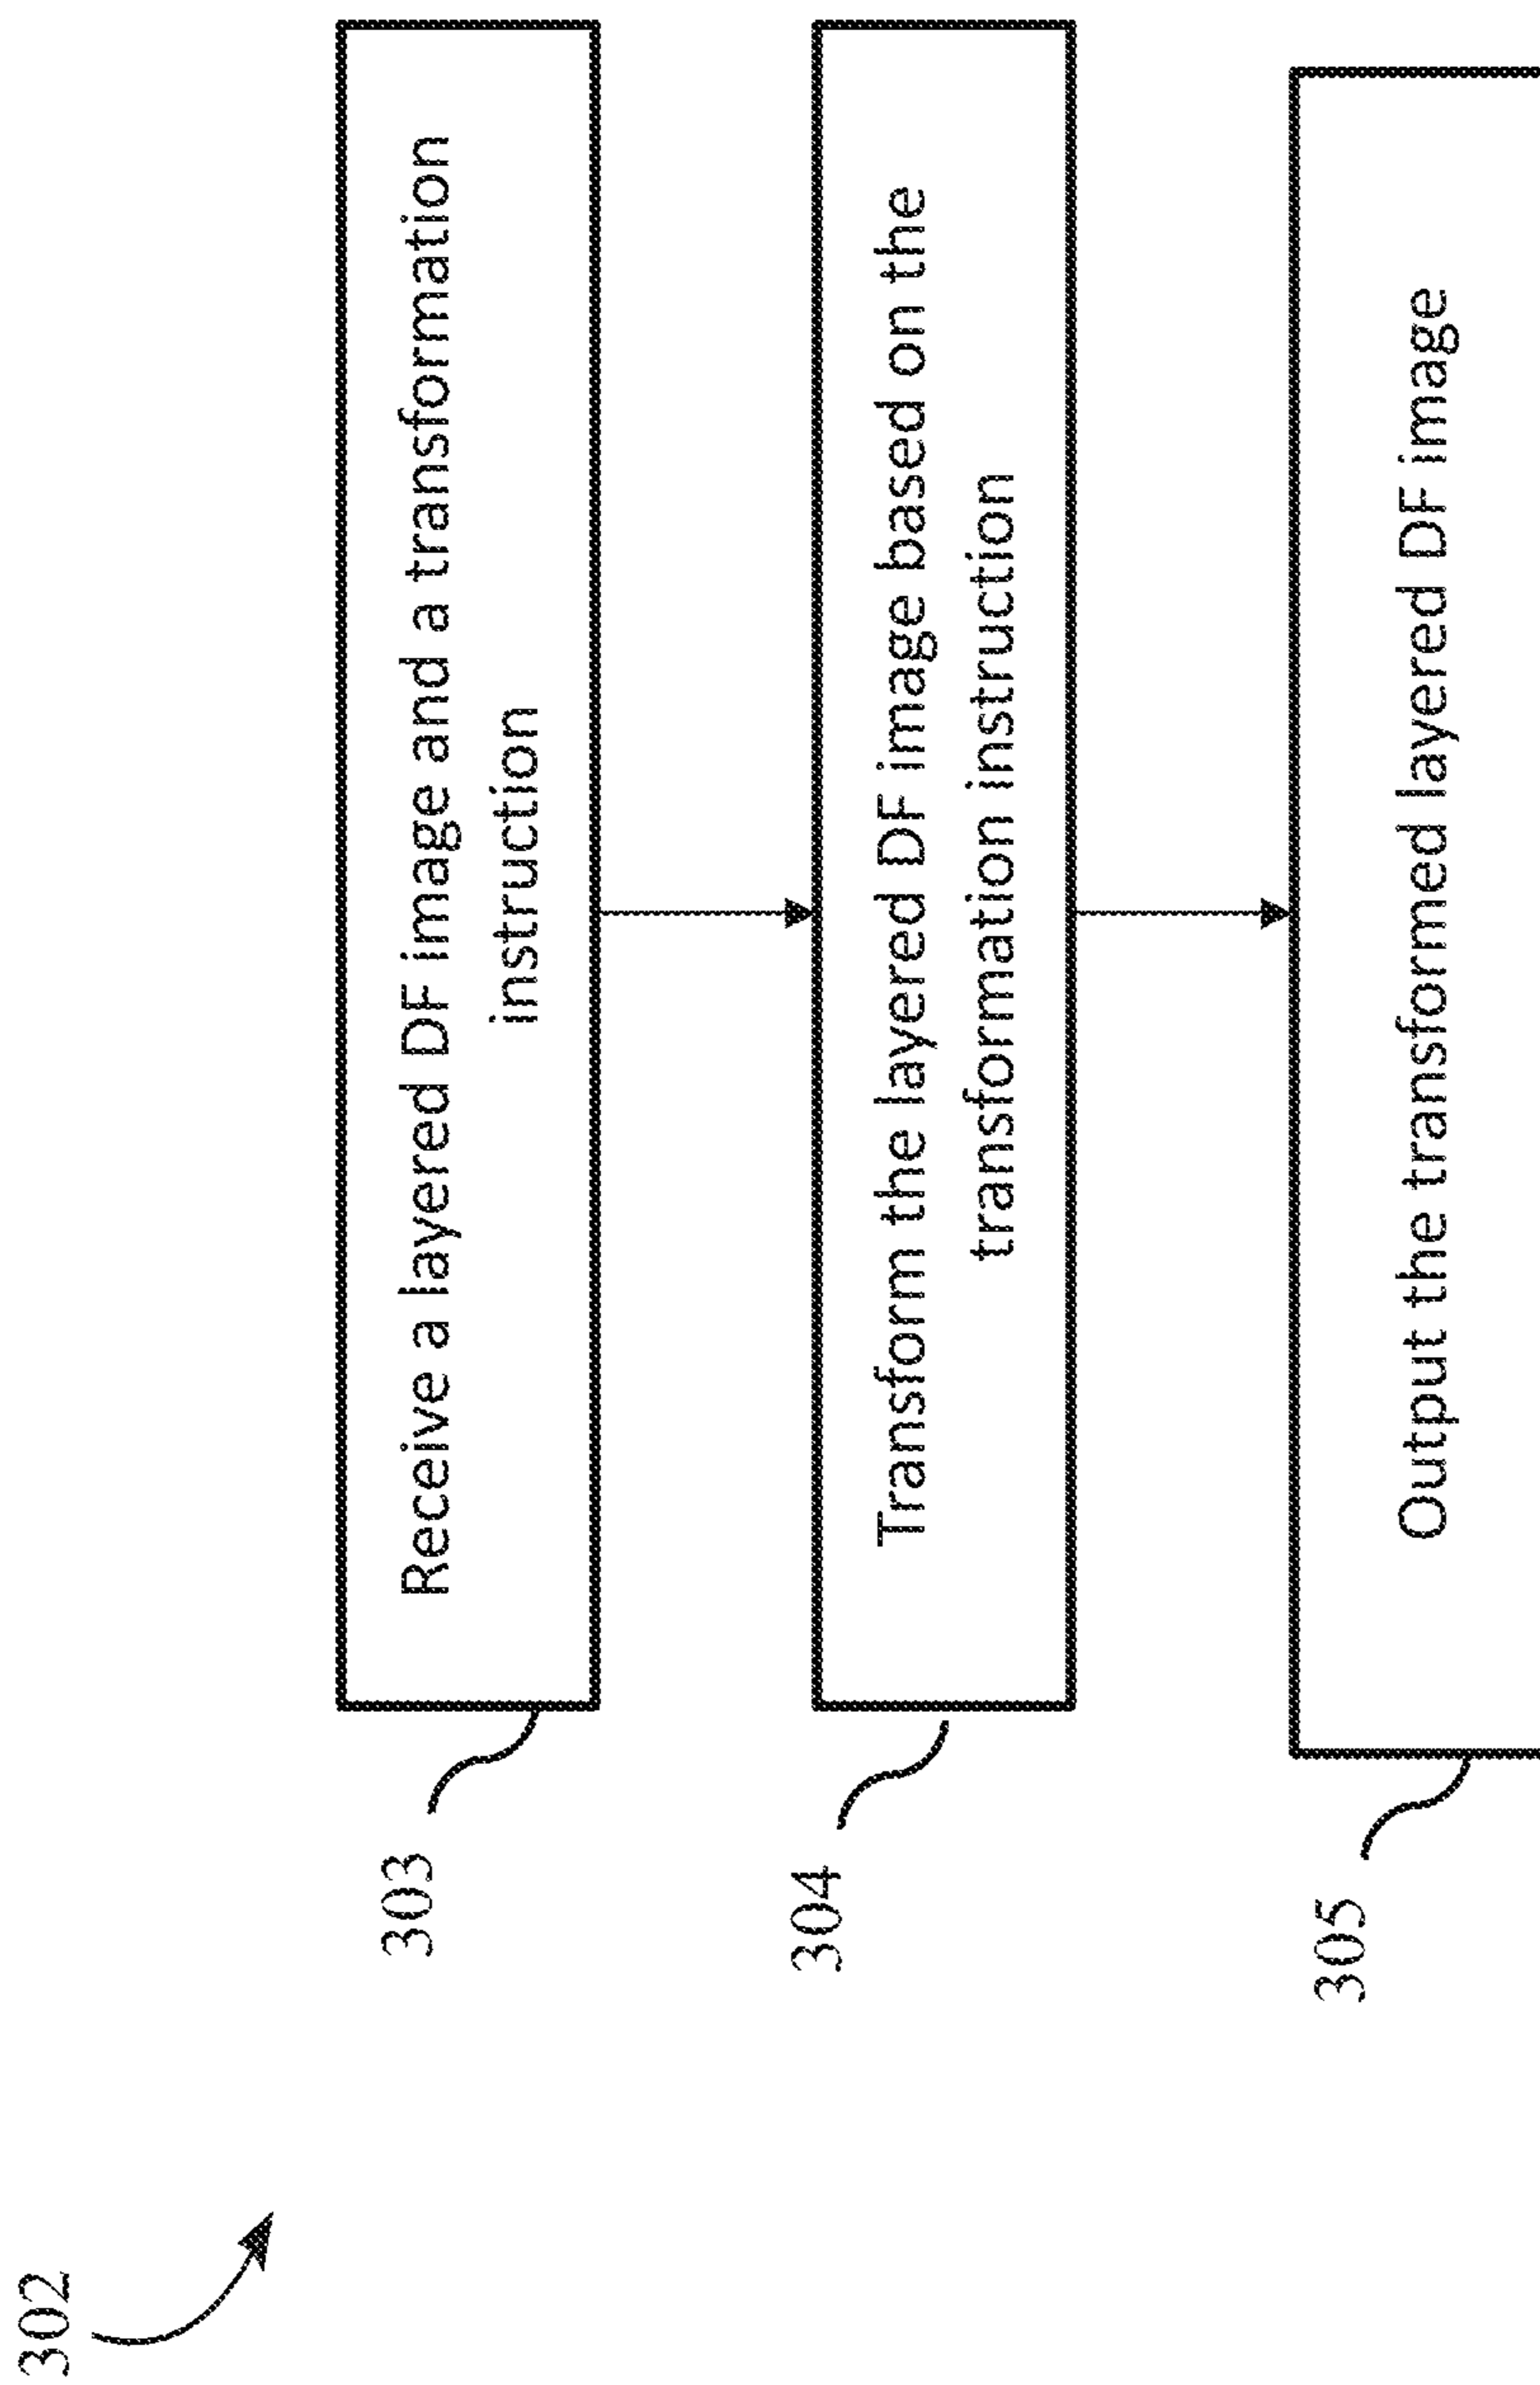 302
303
Receive a layered DF image and a transformation
instruction
304
Transform the layered DF image based on the
transformation instruction
305
Output the transformed layered DF image